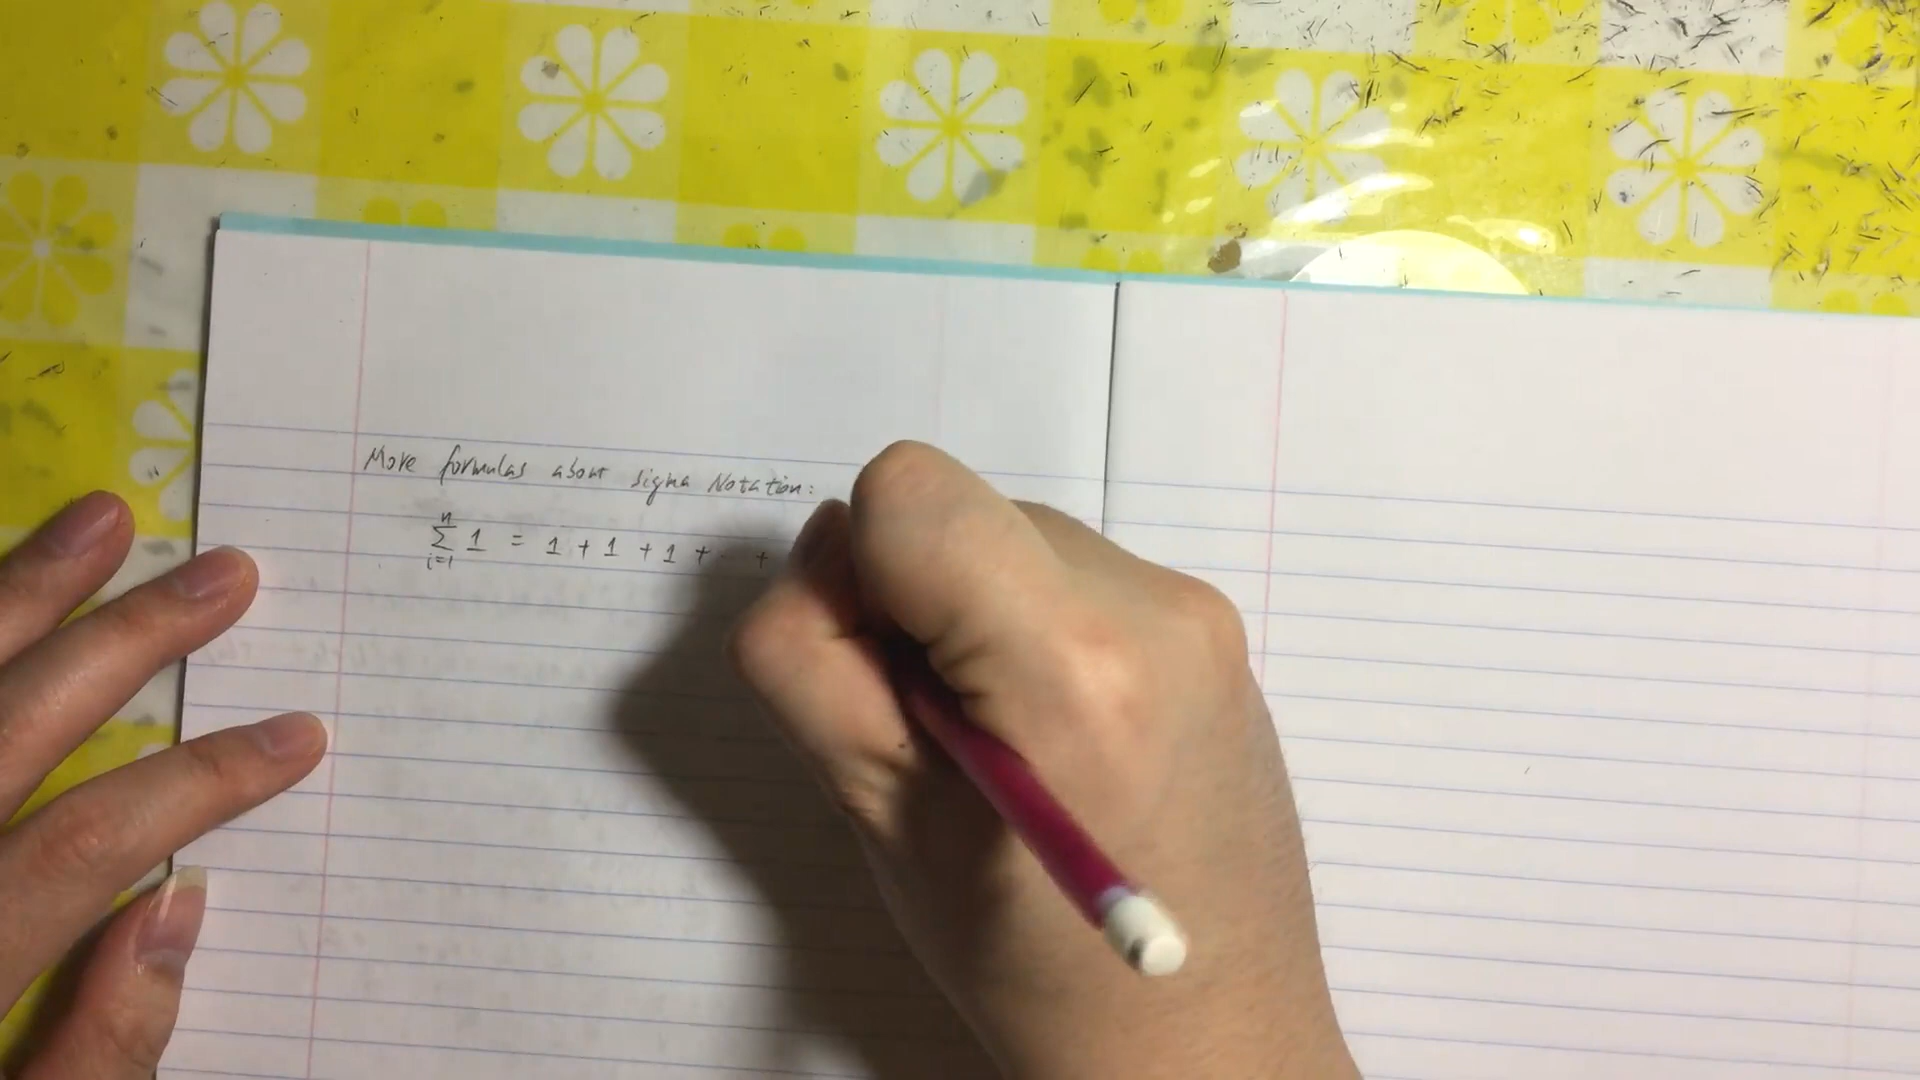 More formulas about sigma Notation:
n
∑ 1 = 1 + 1 + 1 + ·· +
i=1